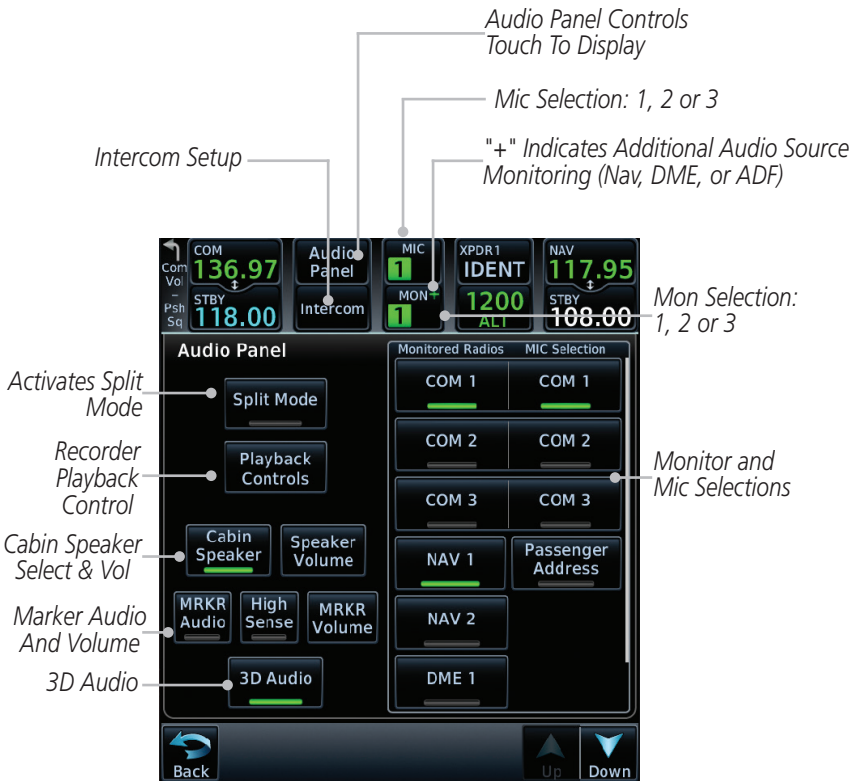 Audio Panel Controls
Touch To Display
Mic Selection: 1, 2 or 3
Intercom Setup
"+" Indicates Additional Audio Source
Monitoring (Nav, DME, or ADF)
Com
Vol
–
Psh
Sq
COM
136.97
STBY
118.00
Audio
Panel
Intercom
MIC
1
MON+
1
XPDR1
IDENT
1200
ALT
NAV
117.95
STBY
108.00
Mon Selection:
1, 2 or 3
Audio Panel
Monitored Radios MIC Selection
Activates Split
Mode
Split Mode
COM 1 COM 1
Recorder
Playback
Control
Playback
Controls
COM 2 COM 2
COM 3 COM 3
Monitor and
Mic Selections
Cabin Speaker
Select & Vol
Cabin
Speaker
Speaker
Volume
NAV 1
Passenger
Address
Marker Audio
And Volume
MRKR
Audio
High
Sense
MRKR
Volume
NAV 2
3D Audio
3D Audio
DME 1
Back
Up
Down